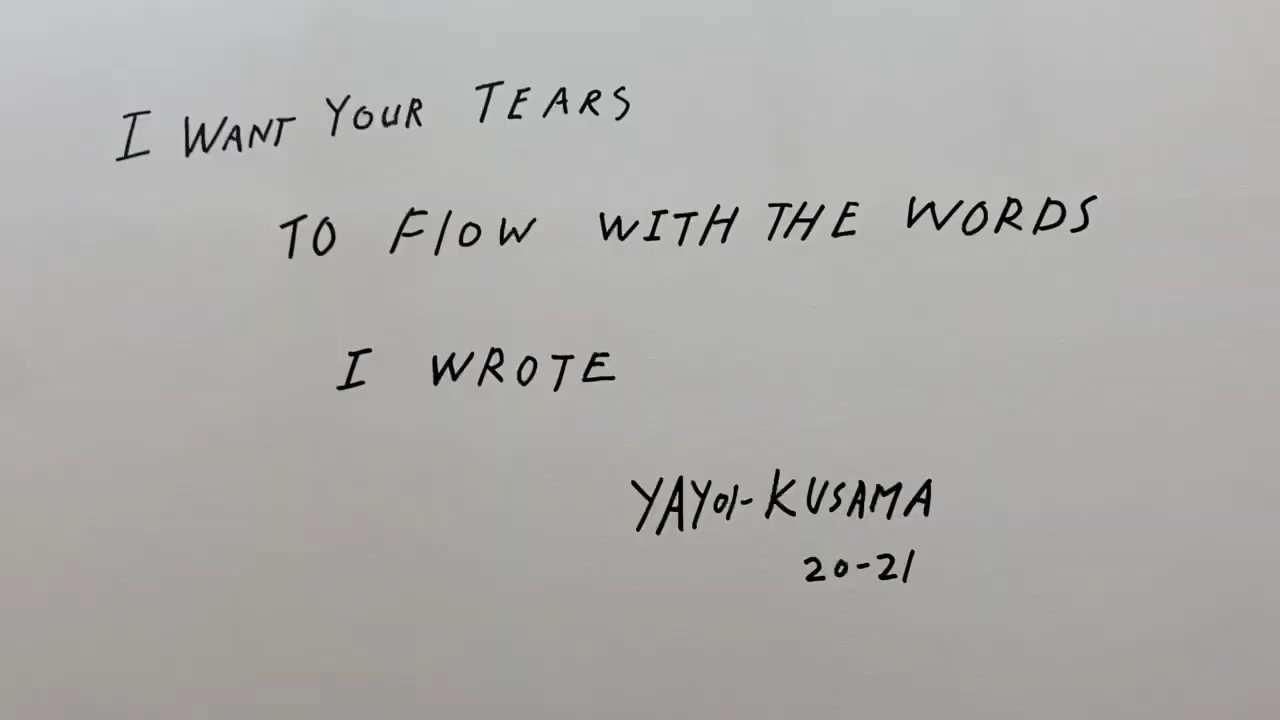 I WANT YOUR TEARS
TO FlOW WITH THE WORDS
I WROTE
YAYOI-KUSAMA
20-21